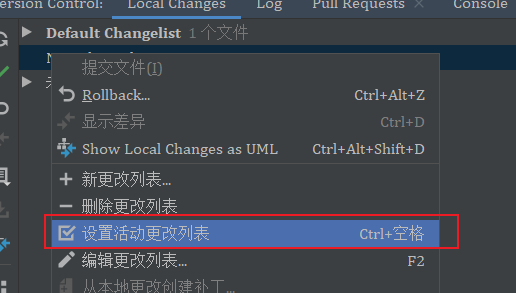 ersion Control: Local Changes Log Pull Requests × Console
Default Changelist 1 个文件
提交文件(I)
Rollback... Ctrl+Alt+Z
显示差异 Ctrl+D
Show Local Changes as UML Ctrl+Alt+Shift+D
新更改列表...
删除更改列表
设置活动更改列表 Ctrl+空格
编辑更改列表... F2
从本地更改创建补丁...